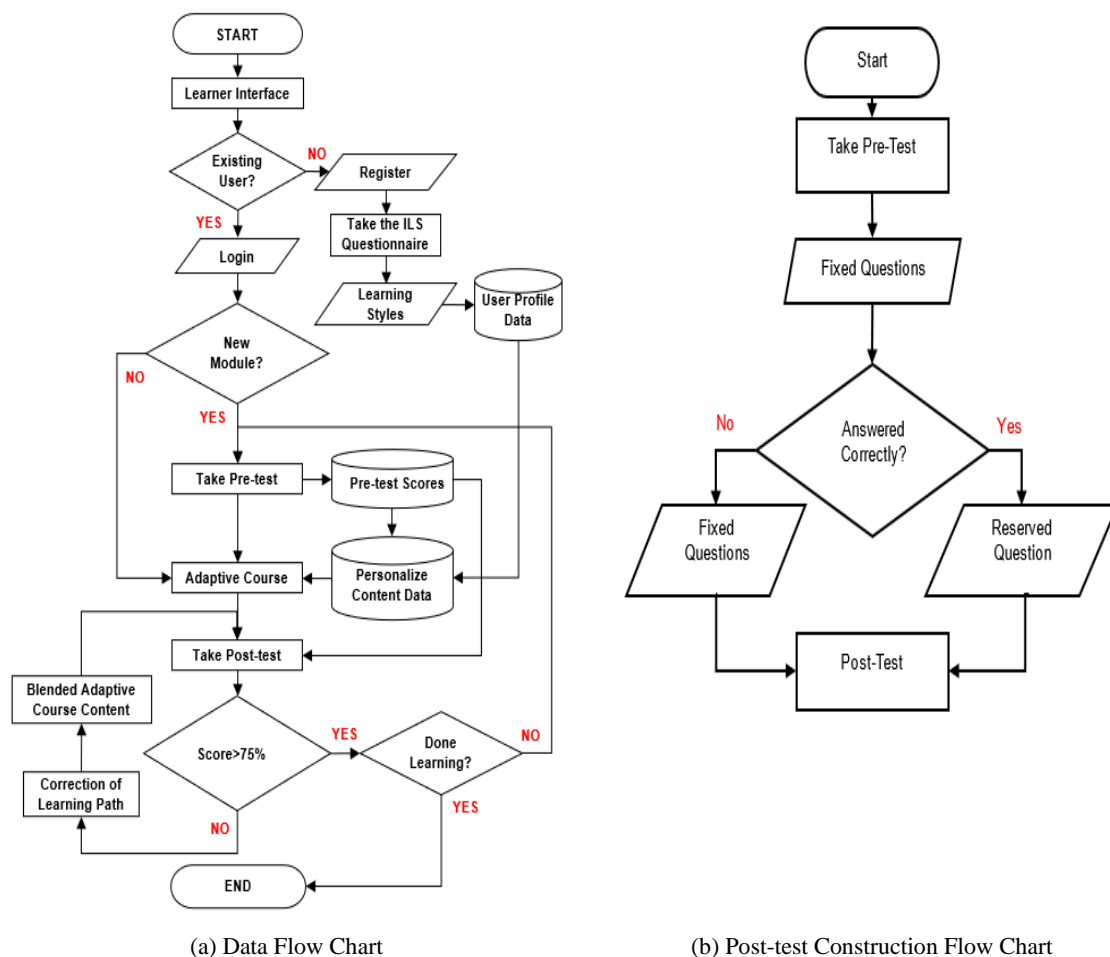 START
Learner Interface
Existing
User?
NO
Register
YES
Take the ILS
Questionnaire
Login
Learning
Styles
User Profile
Data
New
Module?
NO
YES
Take Pre-test
Pre-test Scores
Adaptive Course
Personalize
Content Data
Take Post-test
Blended Adaptive
Course Content
Score>75%
YES
Done
Learning?
NO
Correction of
Learning Path
NO
YES
END
(a) Data Flow Chart
Start
Take Pre-Test
Fixed Questions
No
Answered
Correctly?
Yes
Fixed
Questions
Reserved
Question
Post-Test
(b) Post-test Construction Flow Chart